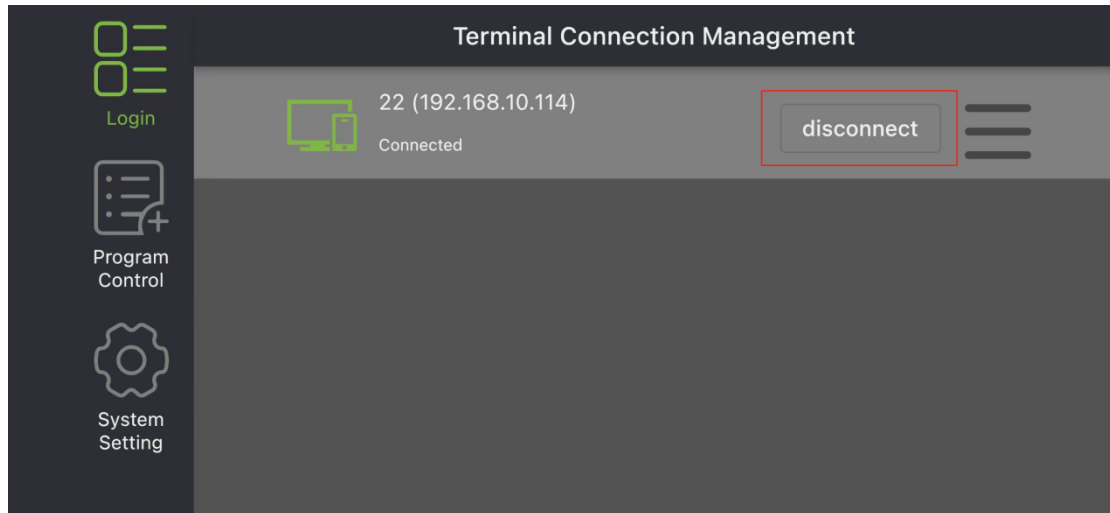 Terminal Connection Management
Login
22 (192.168.10.114)
Connected
disconnect
Program
Control
System
Setting